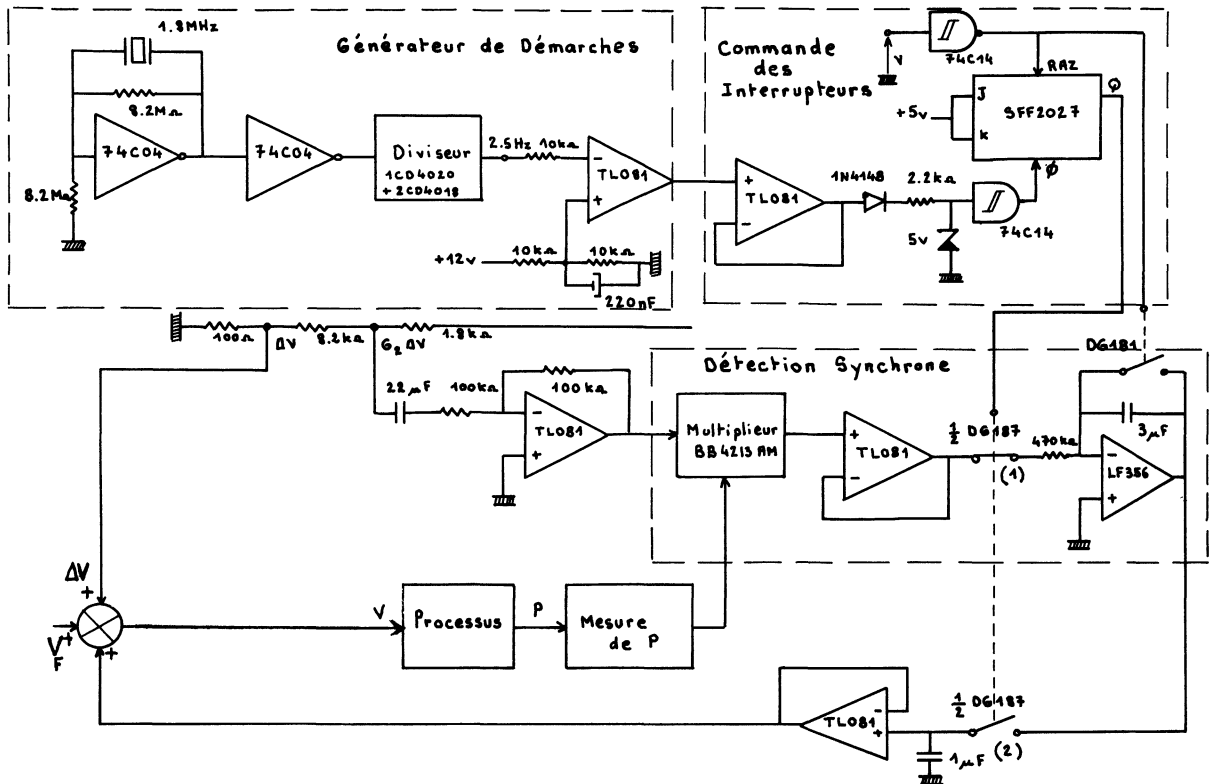 1.8MHz
Générateur de Démarches
8.2MΩ
74C04
74C04
8.2MΩ
Diviseur
1CD4020
+ 2CD4018
2.5Hz
10kΩ
-
TL081
+
+12v
10kΩ
10kΩ
220nF
Commande
des
Interrupteurs
V
74C14
RAZ
J
K
SFF2027
Q
+5v
Φ
+
TL081
-
1N4148
2.2kΩ
5v
74C14
100Ω
ΔV
8.2kΩ
G2 ΔV
1.8kΩ
22µF
100kΩ
100kΩ
-
TL081
+
Détection Synchrone
Multiplieur
BB4213AM
+
TL081
-
1/2 DG187
(1)
470kΩ
DG181
3µF
-
LF356
+
ΔV
+
V_F
+
+
V
Processus
P
Mesure
de P
TL081
-
+
1/2 DG187
(2)
1µF